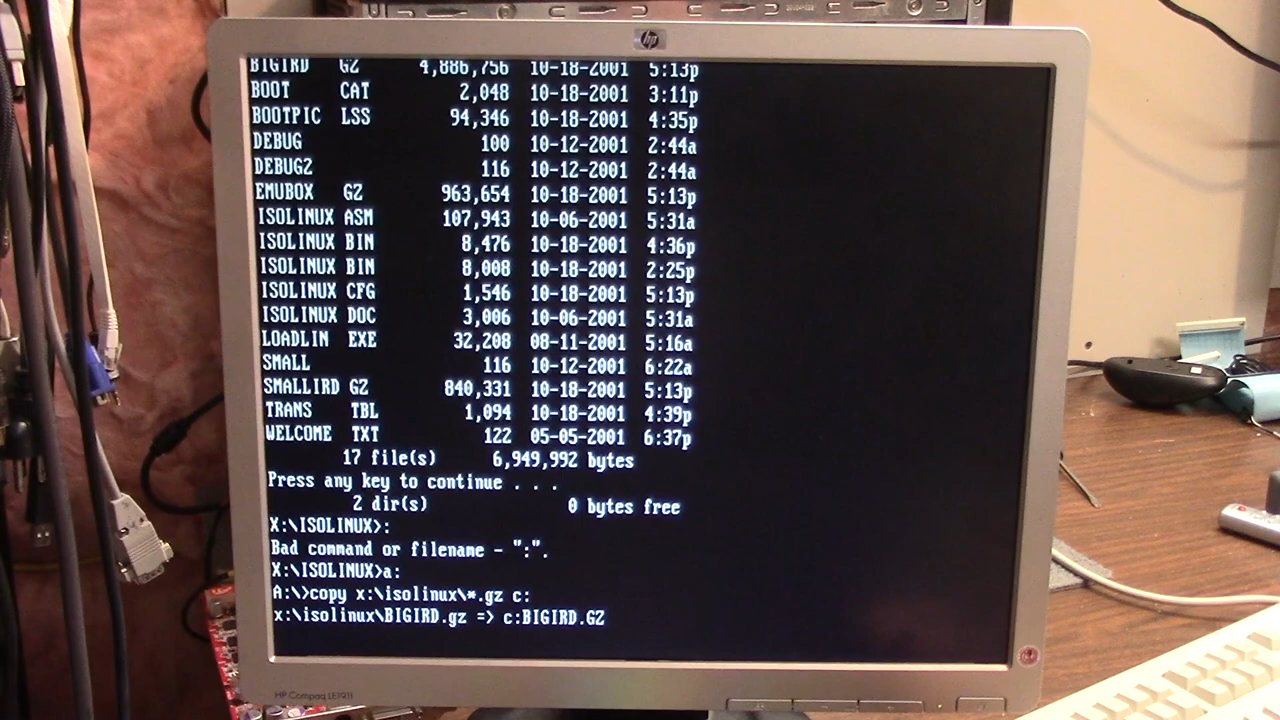 hp
BIGIRD GZ 4,886,756 10-18-2001 5:13p
BOOT CAT 2,048 10-18-2001 3:11p
BOOTPIC LSS 94,346 10-18-2001 4:35p
DEBUG 100 10-12-2001 2:44a
DEBUG2 116 10-12-2001 2:44a
EMUBOX GZ 963,654 10-18-2001 5:13p
ISOLINUX ASM 107,943 10-06-2001 5:31a
ISOLINUX BIN 8,476 10-18-2001 4:36p
ISOLINUX BIN 8,008 10-18-2001 2:25p
ISOLINUX CFG 1,546 10-18-2001 5:13p
ISOLINUX DOC 3,006 10-06-2001 5:31a
LOADLIN EXE 32,208 08-11-2001 5:16a
SMALL 116 10-12-2001 6:22a
SMALLIRD GZ 840,331 10-18-2001 5:13p
TRANS TBL 1,094 10-18-2001 4:39p
WELCOME TXT 122 05-05-2001 6:37p
17 file(s) 6,949,992 bytes
Press any key to continue . . .
2 dir(s) 0 bytes free
X:\ISOLINUX>:
Bad command or filename - ":".
X:\ISOLINUX>a:
A:\>copy x:\isolinux\*.gz c:
x:\isolinux\BIGIRD.gz => c:BIGIRD.GZ
HP Compaq LE1911